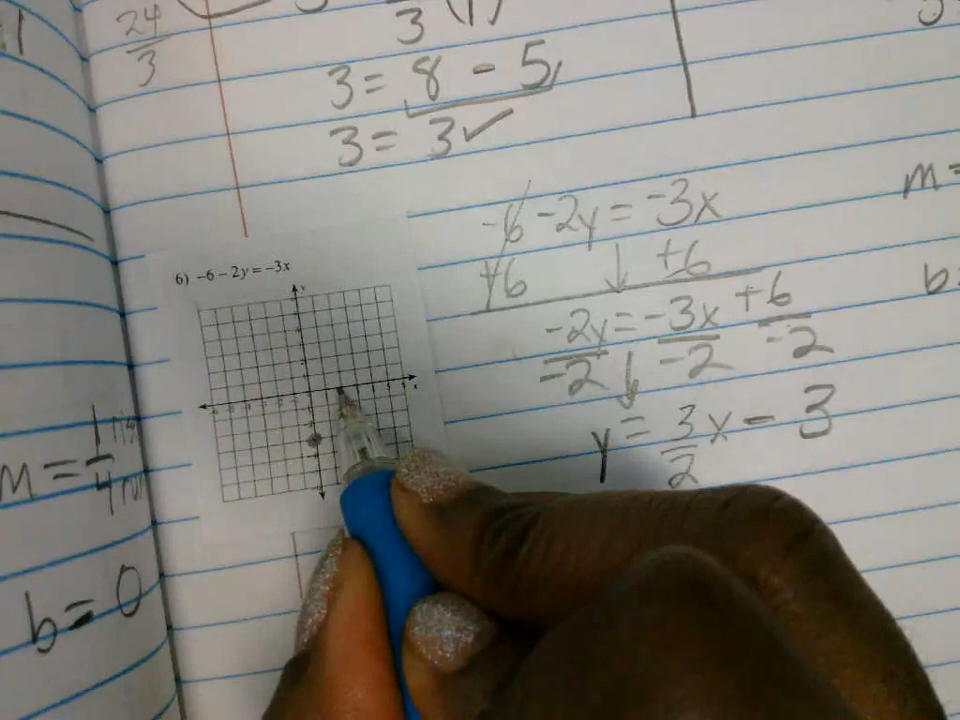 24
3
3
3 = 8 - 5
3 = 3 ✓
6) -6 - 2y = -3x
-6 - 2y = -3x
+6 +6
-2y = -3x +6
-2 -2 -2
y = 3/2 x - 3
m =
b =
m = 1
4
b = 0